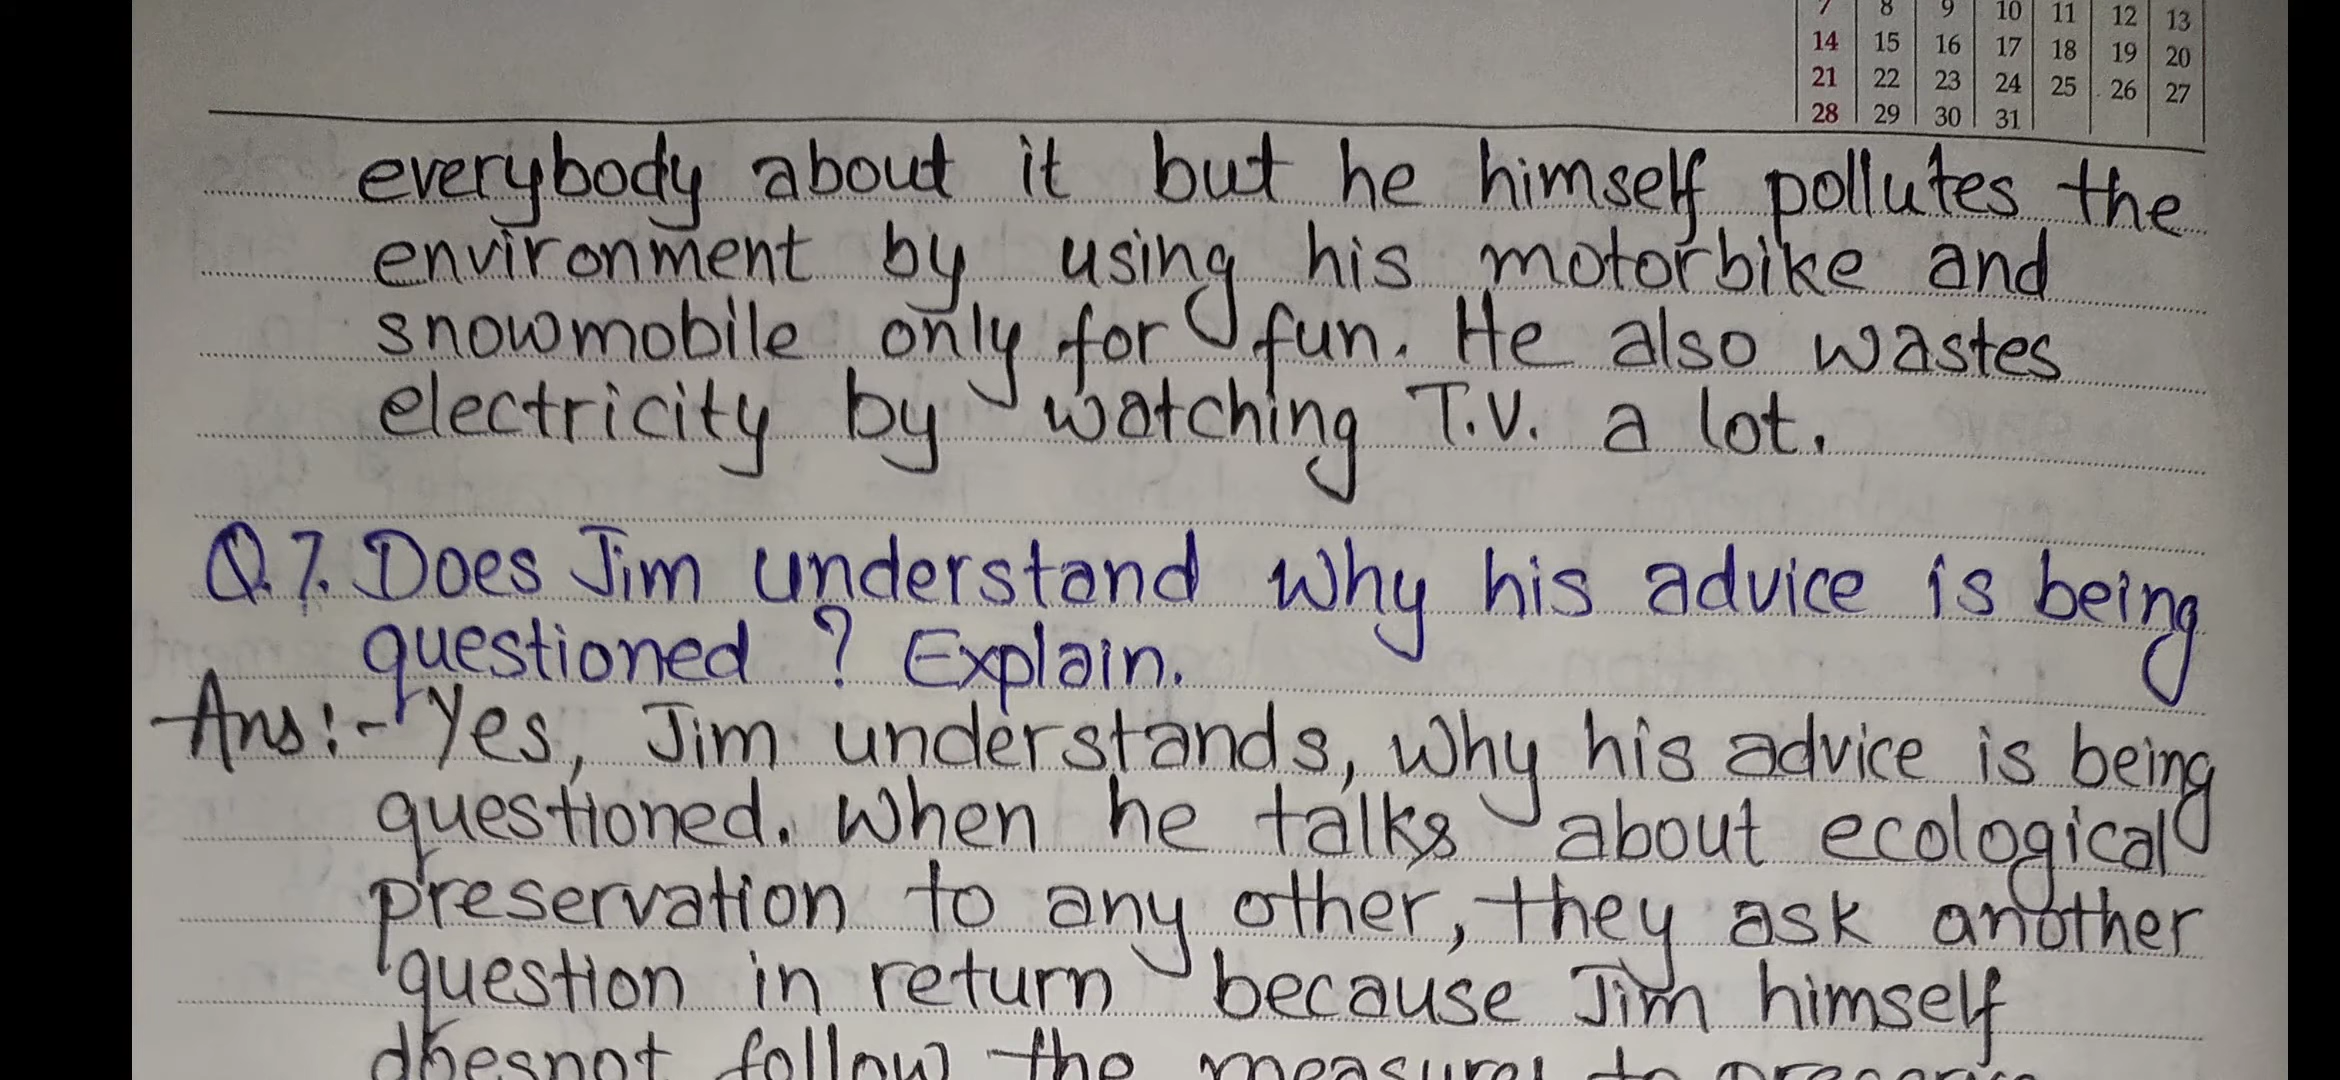 7 8 9 10 11 12 13
14 15 16 17 18 19 20
21 22 23 24 25 26 27
28 29 30 31
everybody about it but he himself pollutes the
environment by using his motorbike and
snowmobile only for fun. He also wastes
electricity by watching T.V. a lot.
Q.7. Does Jim understand why his advice is being
questioned ? Explain.
Ans:- Yes, Jim understands, why his advice is being
questioned. When he talks about ecological
preservation to any other, they ask another
question in return because Jim himself
doesnot follow the measures to preserve